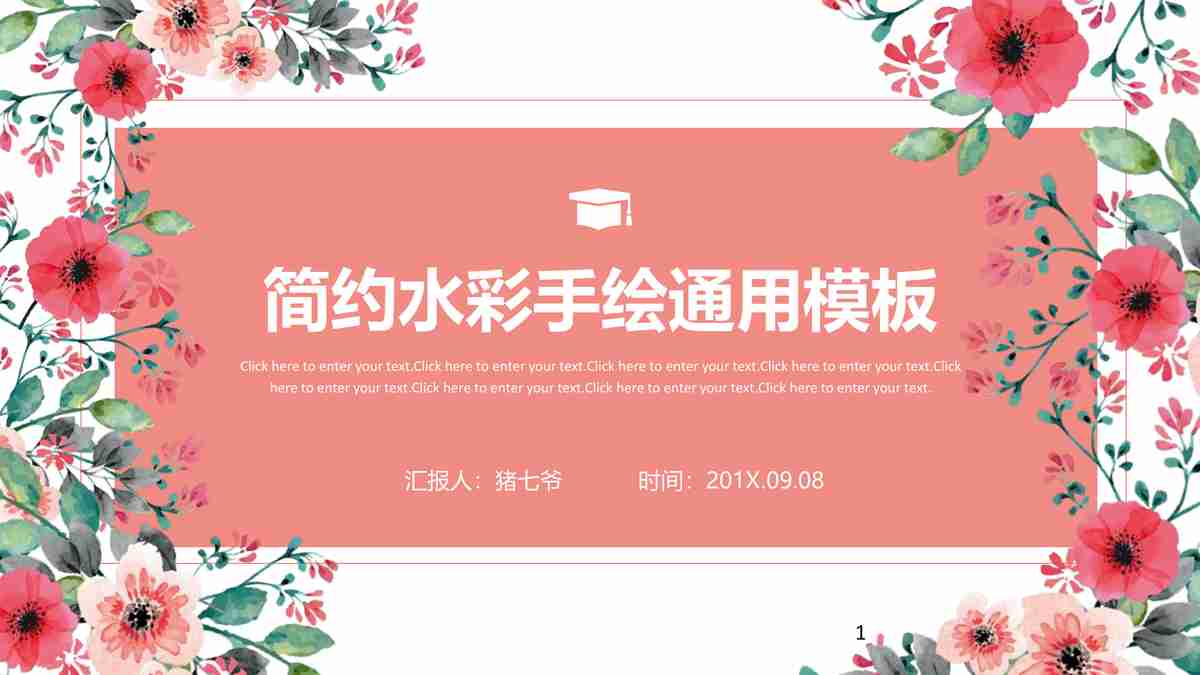 简约水彩手绘通用模板
Click here to enter your text.Click here to enter your text.Click here to enter your text.Click here to enter your text.Click
here to enter your text.Click here to enter your text.Click here to enter your text.Click here to enter your text.
汇报人：猪七爷 时间：201X.09.08
1